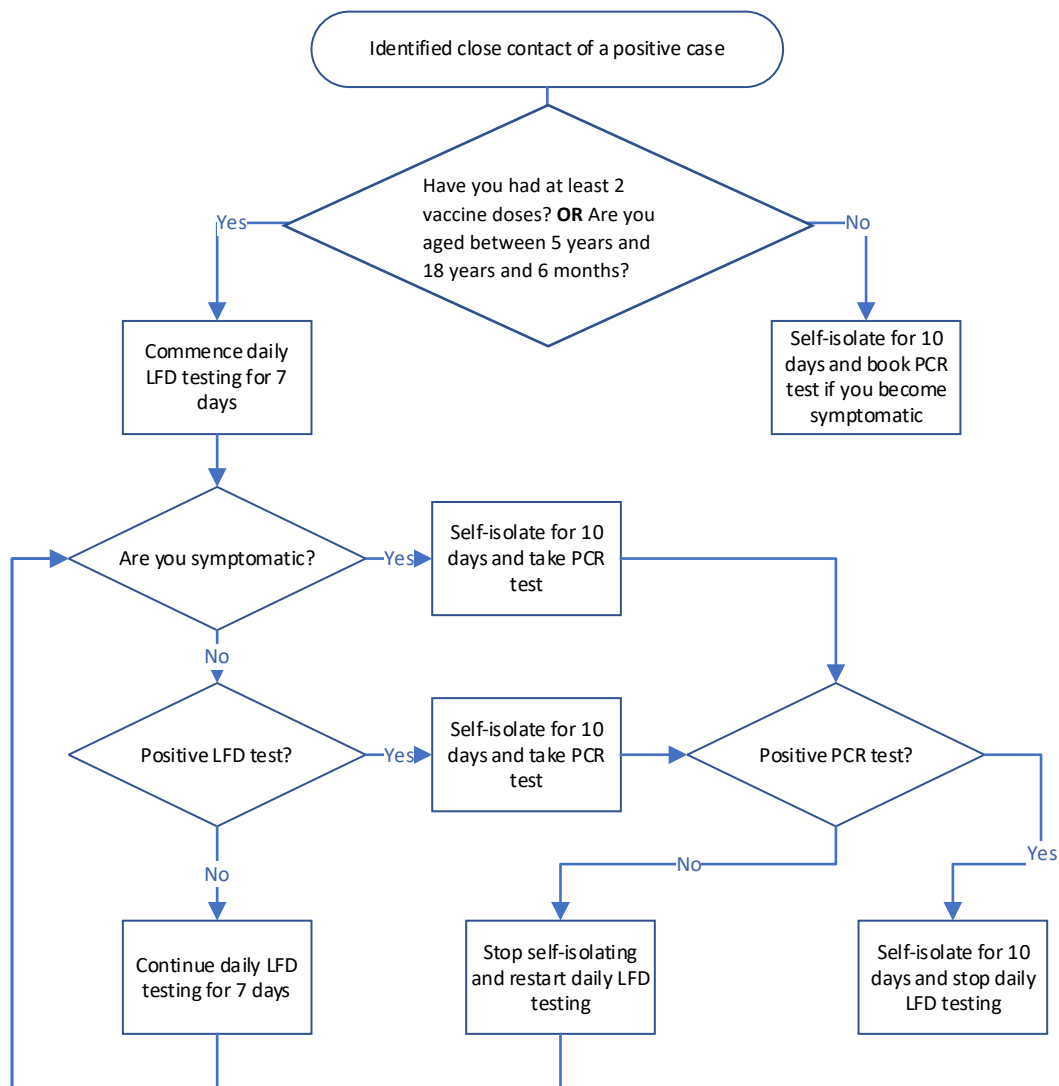 Identified close contact of a positive case
Have you had at least 2
vaccine doses? OR Are you
aged between 5 years and
18 years and 6 months?
Yes
No
Commence daily
LFD testing for 7
days
Self-isolate for 10
days and book PCR
test if you become
symptomatic
Are you symptomatic?
Yes
Self-isolate for 10
days and take PCR
test
No
Positive LFD test?
Yes
Self-isolate for 10
days and take PCR
test
Positive PCR test?
No
No
Yes
Continue daily LFD
testing for 7 days
Stop self-isolating
and restart daily LFD
testing
Self-isolate for 10
days and stop daily
LFD testing